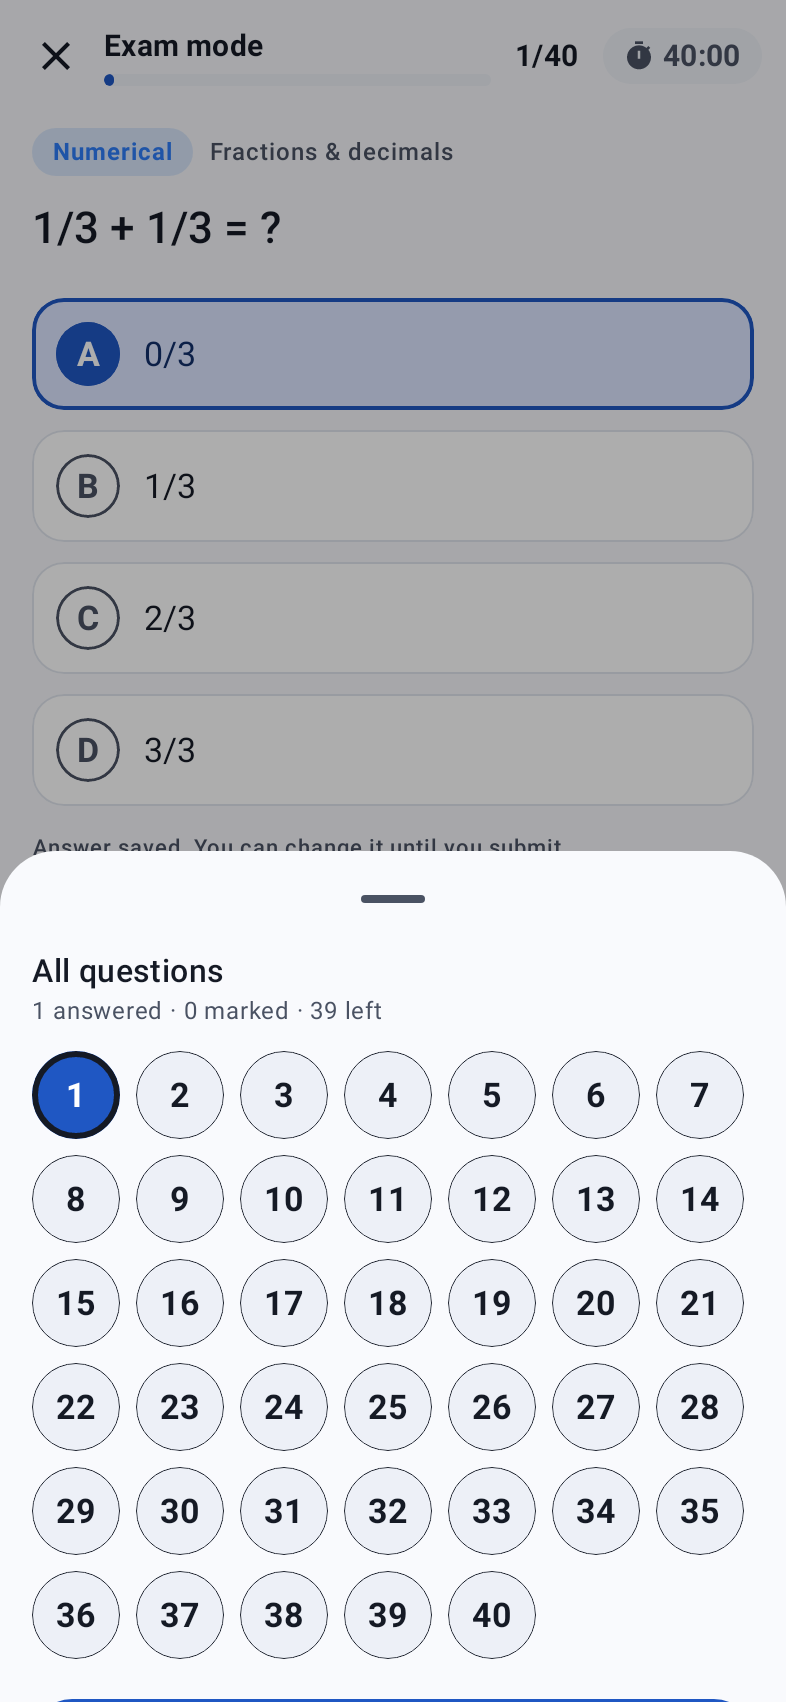 Exam mode
1/40
40:00
Numerical
Fractions & decimals
1/3 + 1/3 = ?
A
0/3
B
1/3
C
2/3
D
3/3
Answer saved. You can change it until you submit
All questions
1 answered · 0 marked · 39 left
1 2 3 4 5 6 7
8 9 10 11 12 13 14
15 16 17 18 19 20 21
22 23 24 25 26 27 28
29 30 31 32 33 34 35
36 37 38 39 40